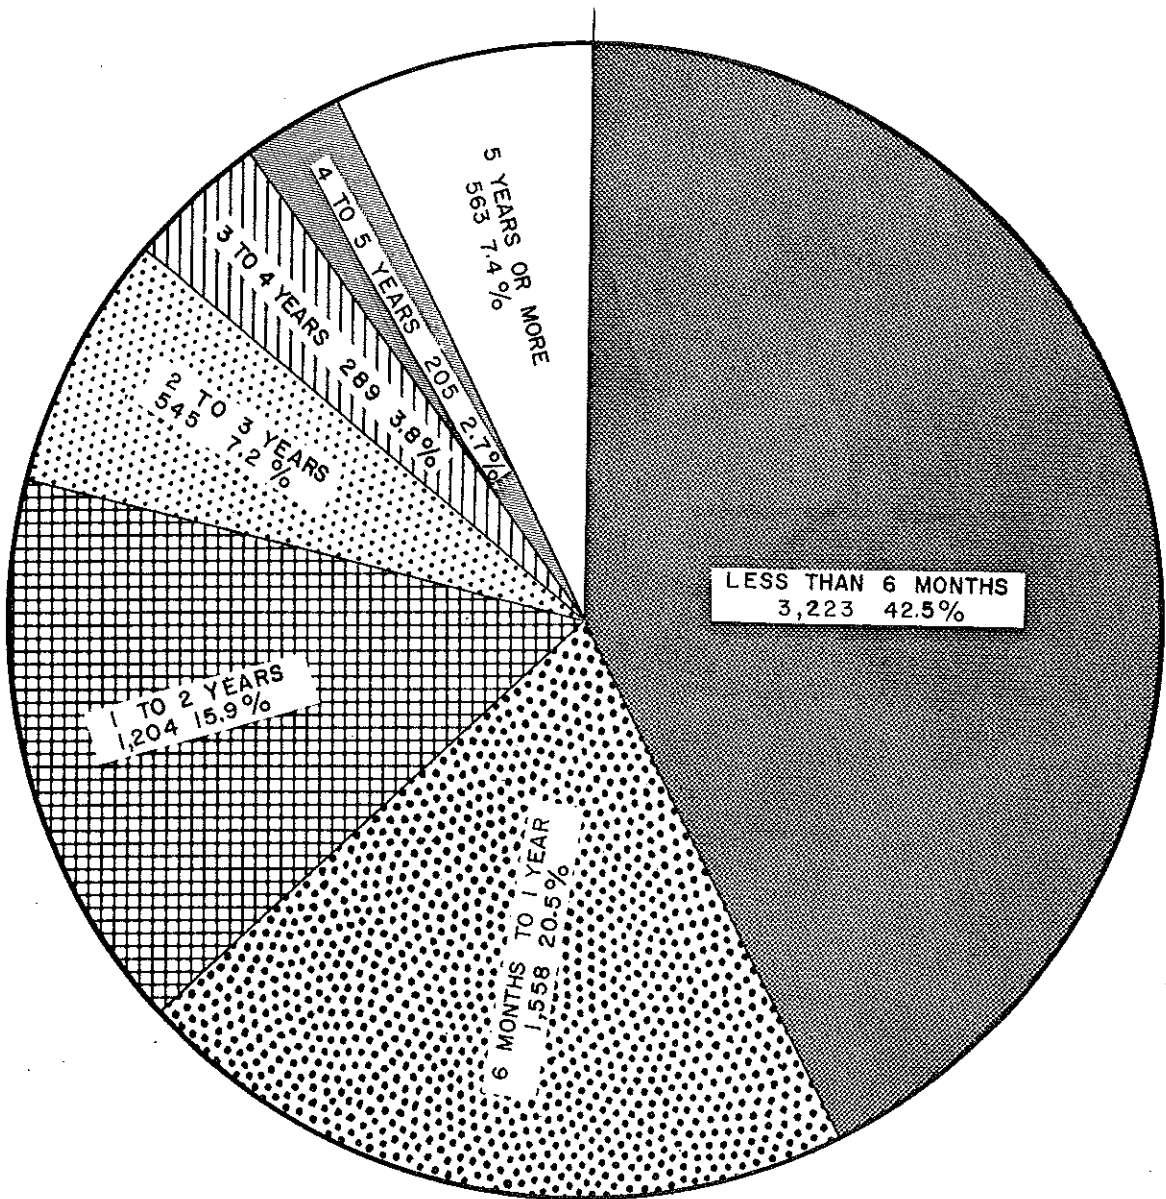 5 YEARS OR MORE
563 7.4%
4 TO 5 YEARS 205 2.7%
3 TO 4 YEARS 289 3.8%
2 TO 3 YEARS
545 7.2%
LESS THAN 6 MONTHS
3,223 42.5%
1 TO 2 YEARS
1,204 15.9%
6 MONTHS TO 1 YEAR
1,558 20.5%